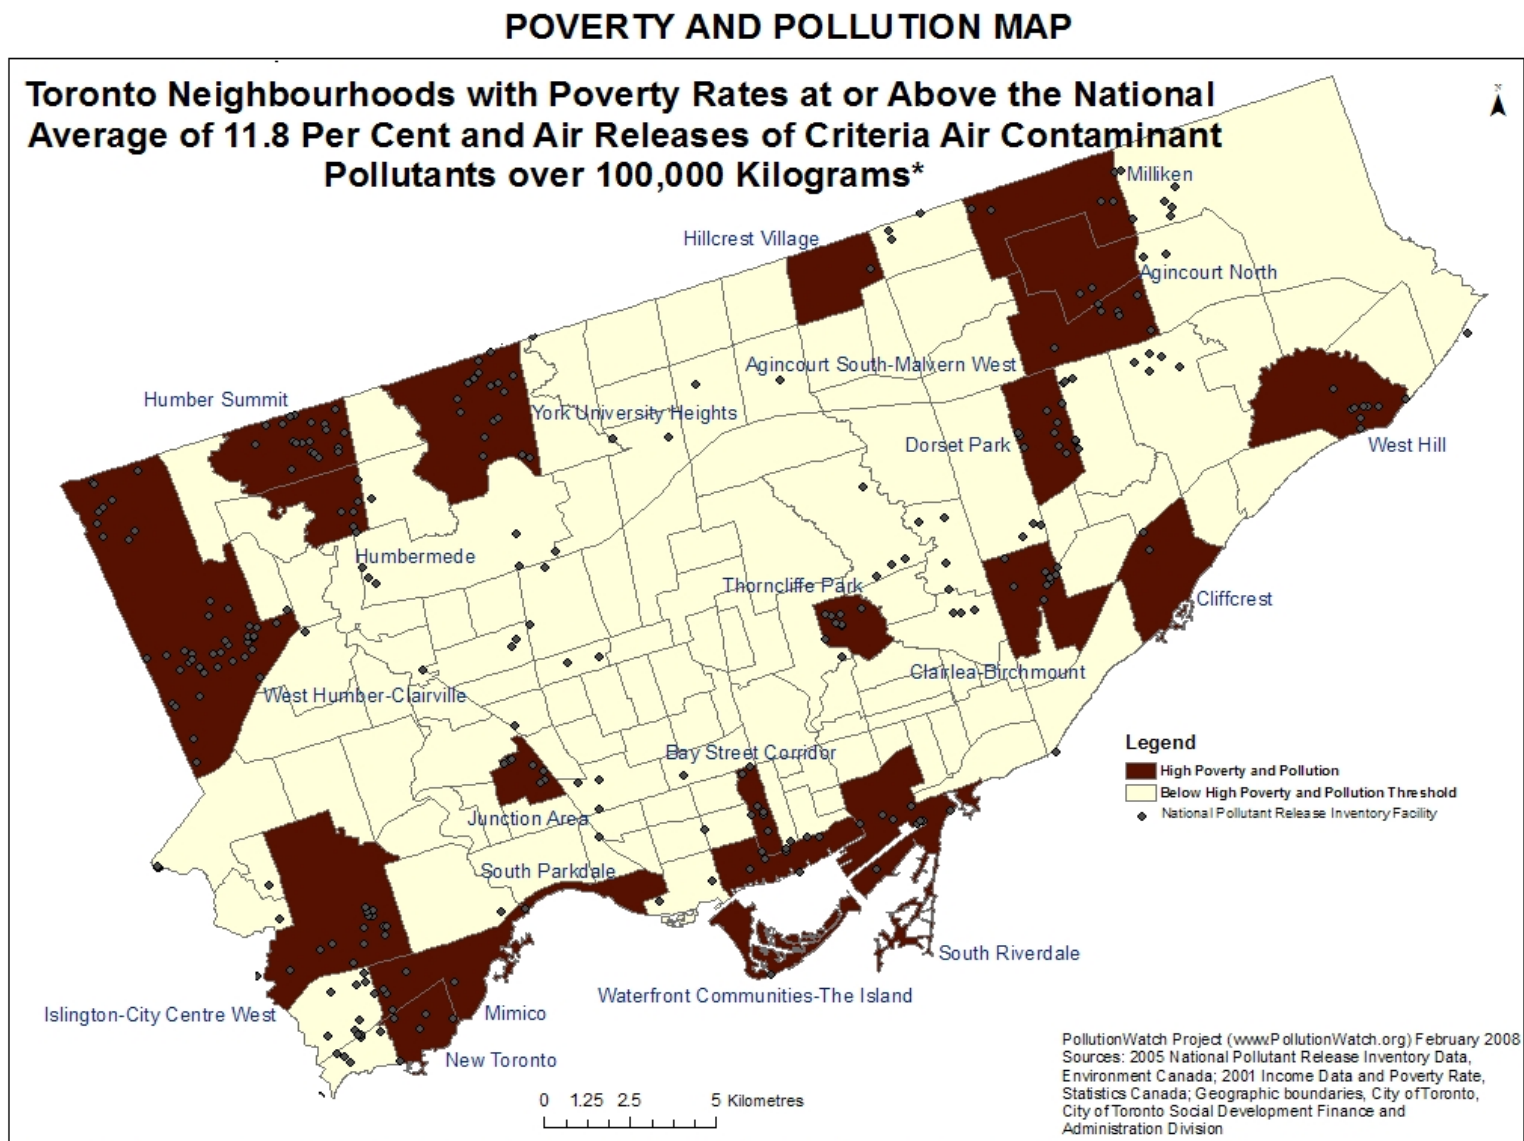 POVERTY AND POLLUTION MAP
Toronto Neighbourhoods with Poverty Rates at or Above the National
Average of 11.8 Per Cent and Air Releases of Criteria Air Contaminant
Pollutants over 100,000 Kilograms*
N
Milliken
Hillcrest Village
Agincourt North
Agincourt South-Malvern West
Humber Summit
York University Heights
Dorset Park
West Hill
Humbermede
Thorncliffe Park
Cliffcrest
Clairlea-Birchmount
West Humber-Clairville
Bay Street Corridor
Junction Area
South Parkdale
South Riverdale
Waterfront Communities-The Island
Islington-City Centre West
Mimico
New Toronto
Legend
High Poverty and Pollution
Below High Poverty and Pollution Threshold
National Pollutant Release Inventory Facility
0 1.25 2.5 5 Kilometres
PollutionWatch Project (www.PollutionWatch.org) February 2008
Sources: 2005 National Pollutant Release Inventory Data,
Environment Canada; 2001 Income Data and Poverty Rate,
Statistics Canada; Geographic boundaries, City of Toronto,
City of Toronto Social Development Finance and
Administration Division